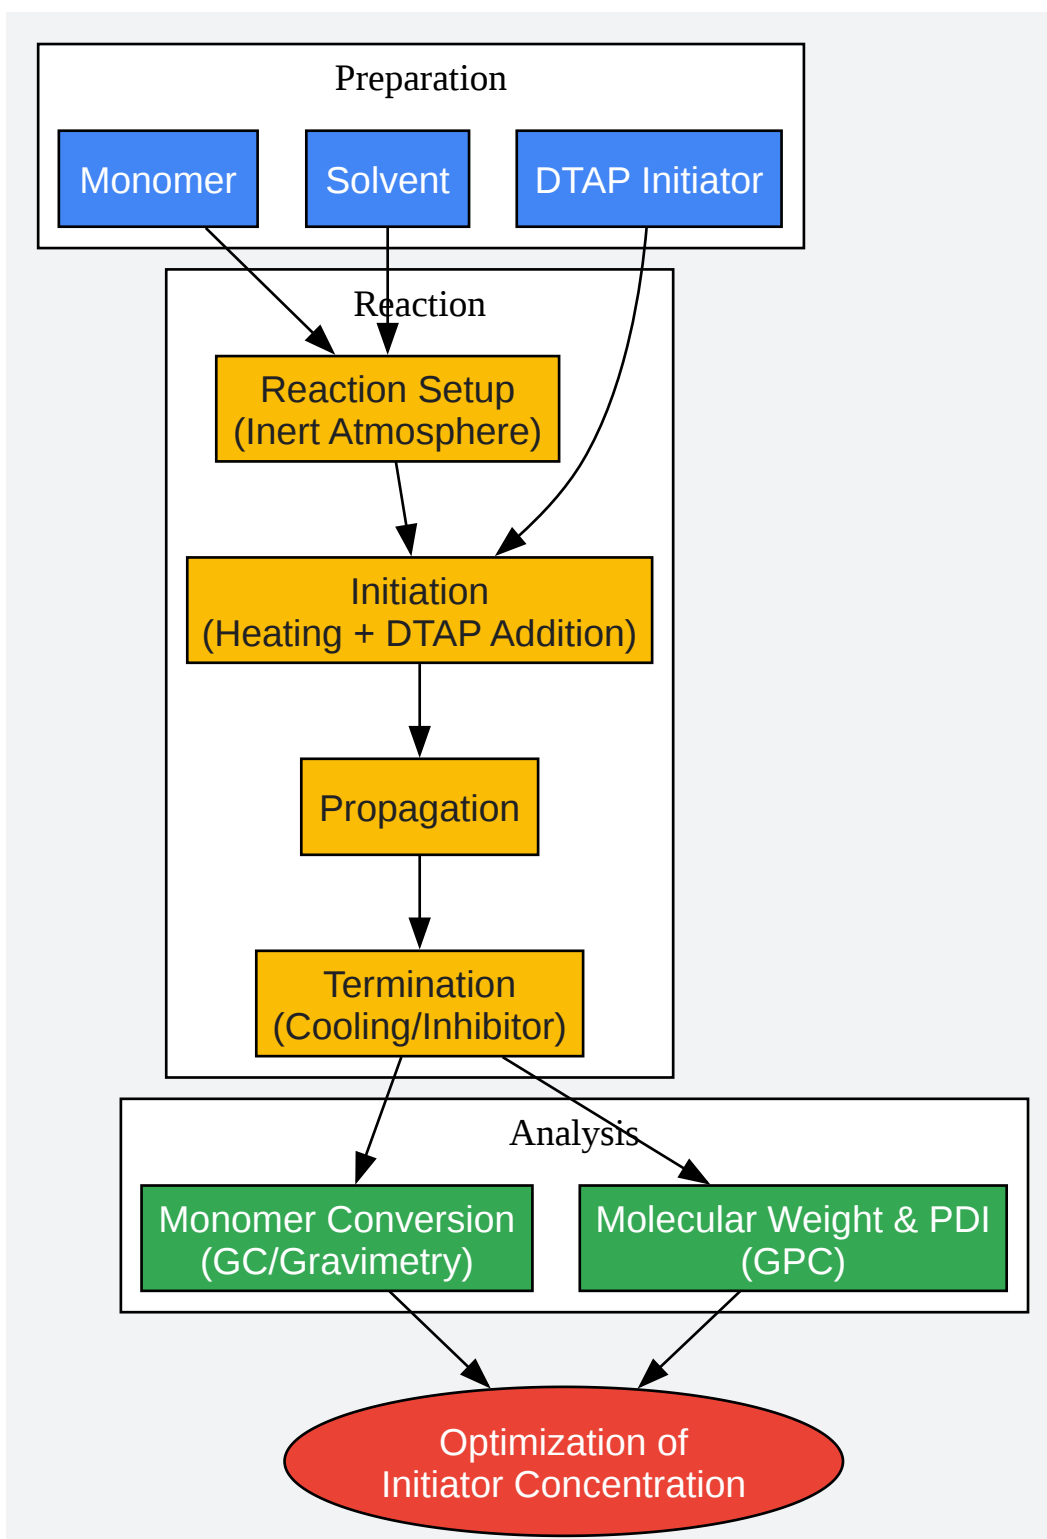 Preparation
Monomer
Solvent
DTAP Initiator
Reaction
Reaction Setup
(Inert Atmosphere)
Initiation
(Heating + DTAP Addition)
Propagation
Termination
(Cooling/Inhibitor)
Analysis
Monomer Conversion
(GC/Gravimetry)
Molecular Weight & PDI
(GPC)
Optimization of
Initiator Concentration